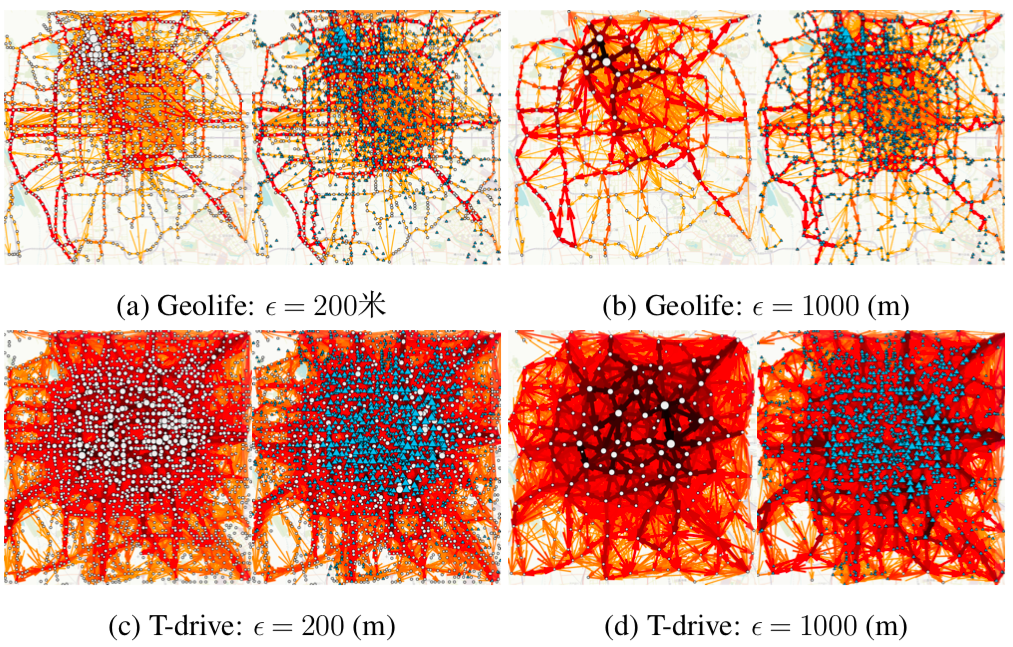 (a) Geolife: ϵ = 200米
(b) Geolife: ϵ = 1000 (m)
(c) T-drive: ϵ = 200 (m)
(d) T-drive: ϵ = 1000 (m)